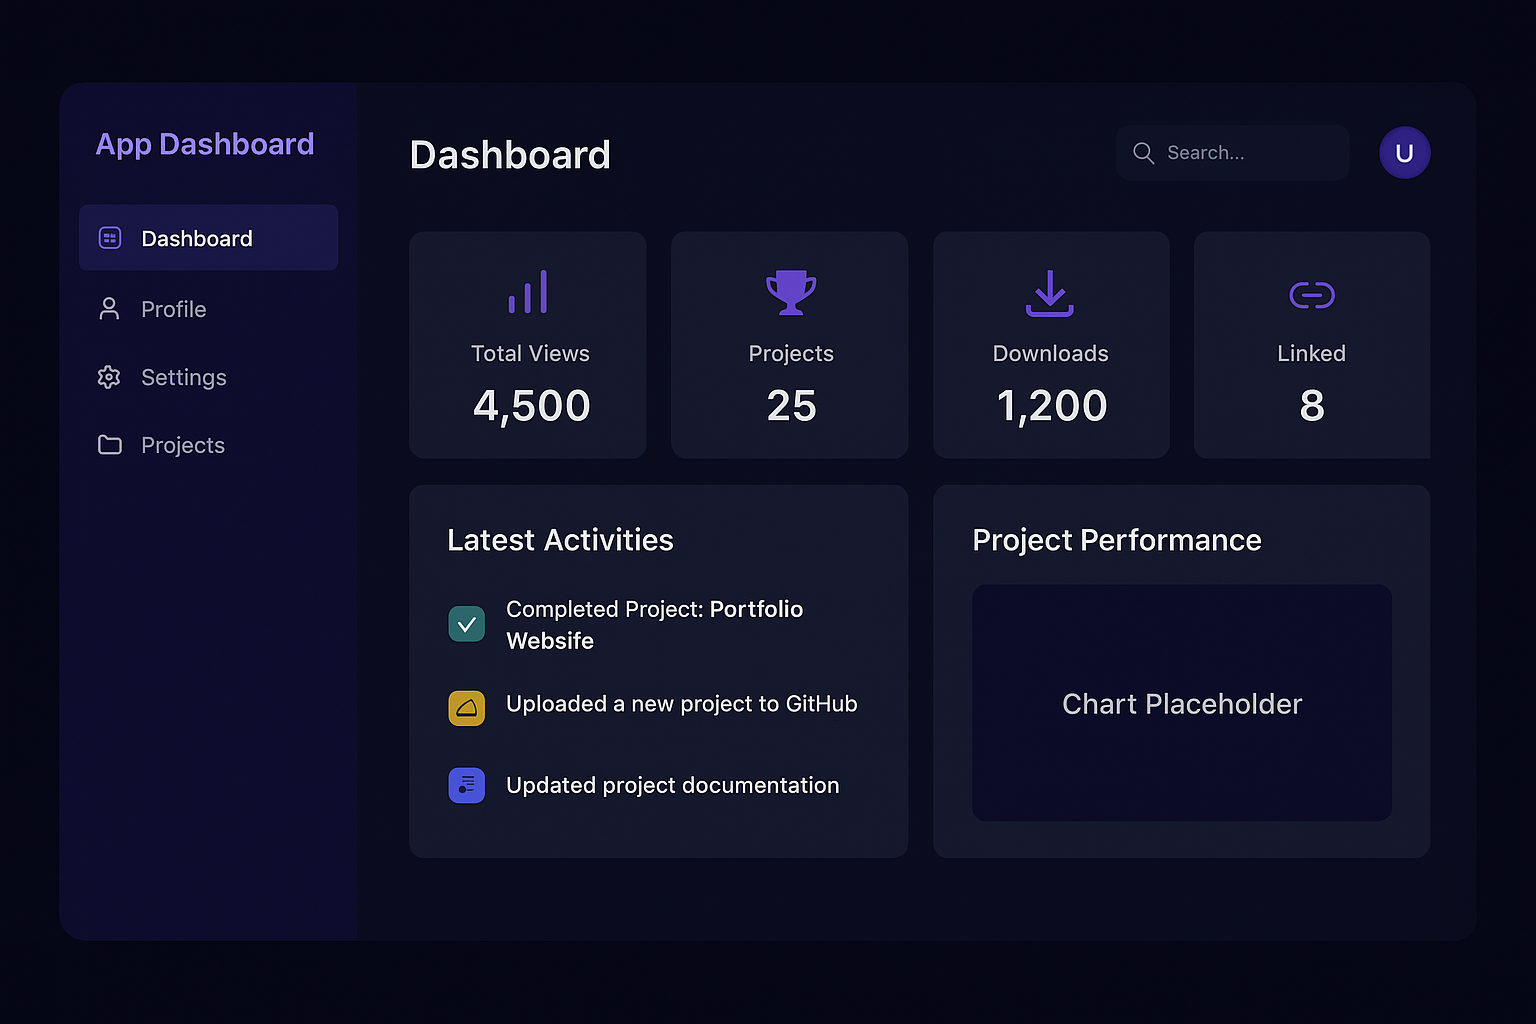 App Dashboard
Dashboard
Profile
Settings
Projects
Dashboard
Search...
U
Total Views
4,500
Projects
25
Downloads
1,200
Linked
8
Latest Activities
Completed Project: Portfolio
Websife
Uploaded a new project to GitHub
Updated project documentation
Project Performance
Chart Placeholder